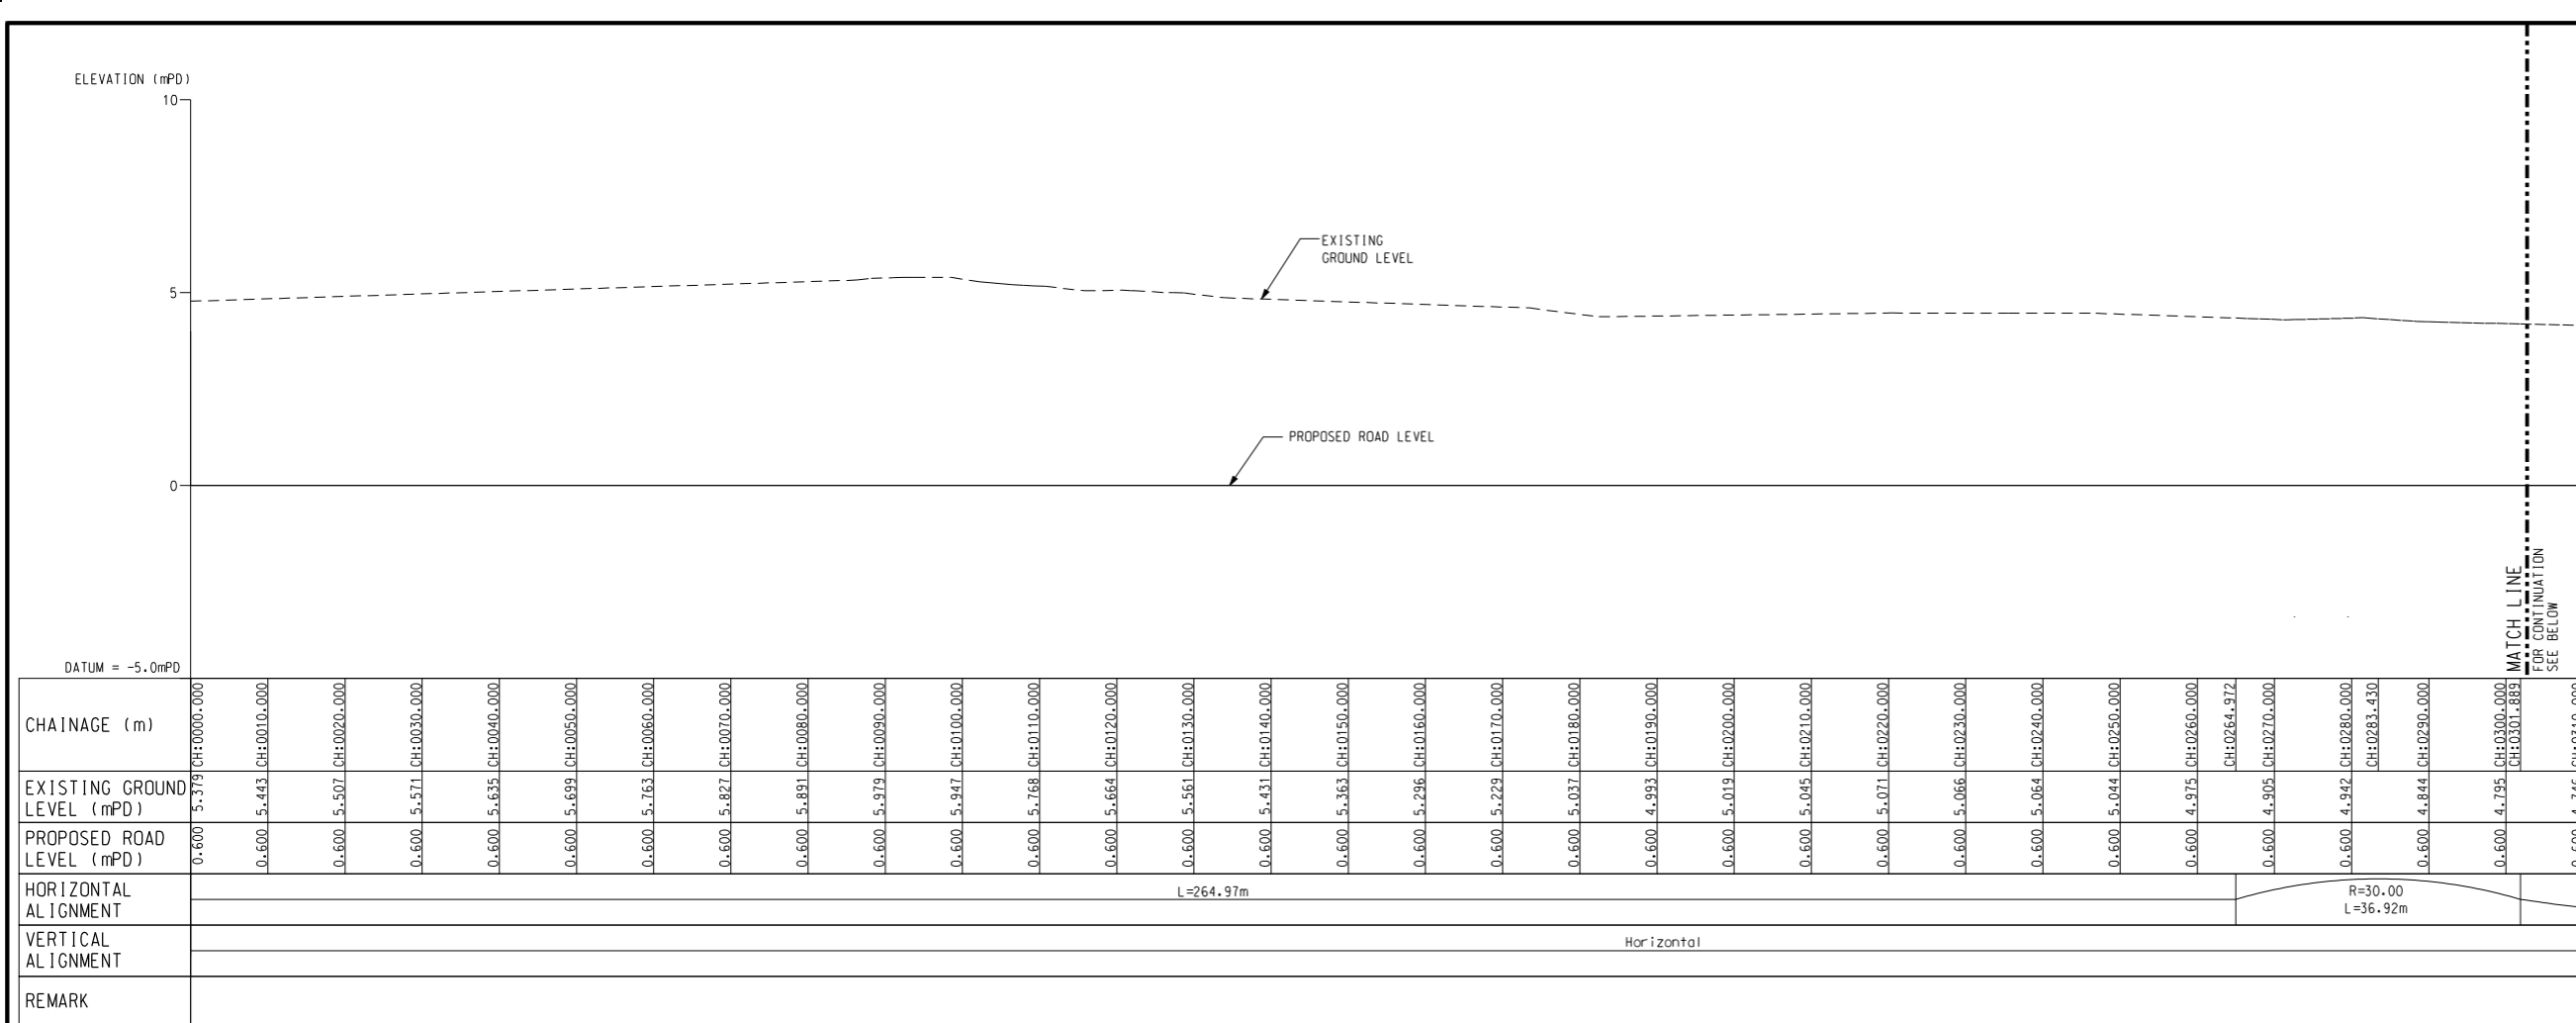 ELEVATION (mPD)
10
5
0
EXISTING
GROUND LEVEL
PROPOSED ROAD LEVEL
MATCH LINE
FOR CONTINUATION
SEE BELOW
DATUM = -5.0mPD
CHAINAGE (m)
CH:0000.000 CH:0010.000 CH:0020.000 CH:0030.000 CH:0040.000 CH:0050.000 CH:0060.000 CH:0070.000 CH:0080.000 CH:0090.000 CH:0100.000 CH:0110.000 CH:0120.000 CH:0130.000 CH:0140.000 CH:0150.000 CH:0160.000 CH:0170.000 CH:0180.000 CH:0190.000 CH:0200.000 CH:0210.000 CH:0220.000 CH:0230.000 CH:0240.000 CH:0250.000 CH:0260.000 CH:0264.972 CH:0270.000 CH:0280.000 CH:0283.430 CH:0290.000 CH:0300.000 CH:0301.889
EXISTING GROUND
LEVEL (mPD)
5.379 5.443 5.507 5.571 5.635 5.699 5.763 5.827 5.891 5.979 5.947 5.768 5.664 5.561 5.431 5.363 5.296 5.229 5.037 4.993 5.019 5.045 5.071 5.066 5.064 5.044 4.975 4.905 4.942 4.844 4.795
PROPOSED ROAD
LEVEL (mPD)
0.600 0.600 0.600 0.600 0.600 0.600 0.600 0.600 0.600 0.600 0.600 0.600 0.600 0.600 0.600 0.600 0.600 0.600 0.600 0.600 0.600 0.600 0.600 0.600 0.600 0.600 0.600 0.600 0.600 0.600 0.600
HORIZONTAL
ALIGNMENT
L=264.97m
R=30.00
L=36.92m
VERTICAL
ALIGNMENT
Horizontal
REMARK